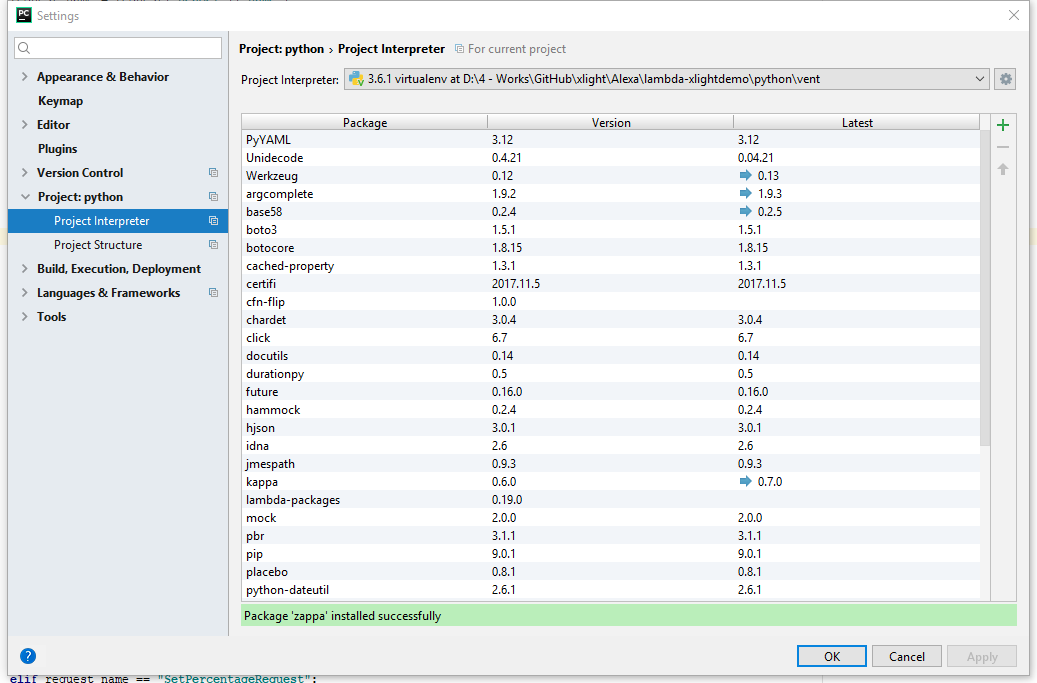 PC Settings
Project: python › Project Interpreter For current project
Project Interpreter: 3.6.1 virtualenv at D:\4 - Works\GitHub\xlight\Alexa\lambda-xlightdemo\python\vent
Appearance & Behavior
Keymap
Editor
Plugins
Version Control
Project: python
Project Interpreter
Project Structure
Build, Execution, Deployment
Languages & Frameworks
Tools
Package Version Latest
PyYAML 3.12 3.12
Unidecode 0.4.21 0.04.21
Werkzeug 0.12 0.13
argcomplete 1.9.2 1.9.3
base58 0.2.4 0.2.5
boto3 1.5.1 1.5.1
botocore 1.8.15 1.8.15
cached-property 1.3.1 1.3.1
certifi 2017.11.5 2017.11.5
cfn-flip 1.0.0
chardet 3.0.4 3.0.4
click 6.7 6.7
docutils 0.14 0.14
durationpy 0.5 0.5
future 0.16.0 0.16.0
hammock 0.2.4 0.2.4
hjson 3.0.1 3.0.1
idna 2.6 2.6
jmespath 0.9.3 0.9.3
kappa 0.6.0 0.7.0
lambda-packages 0.19.0
mock 2.0.0 2.0.0
pbr 3.1.1 3.1.1
pip 9.0.1 9.0.1
placebo 0.8.1 0.8.1
python-dateutil 2.6.1 2.6.1
Package 'zappa' installed successfully
? OK Cancel Apply
elif request_name == "SetPercentageRequest":